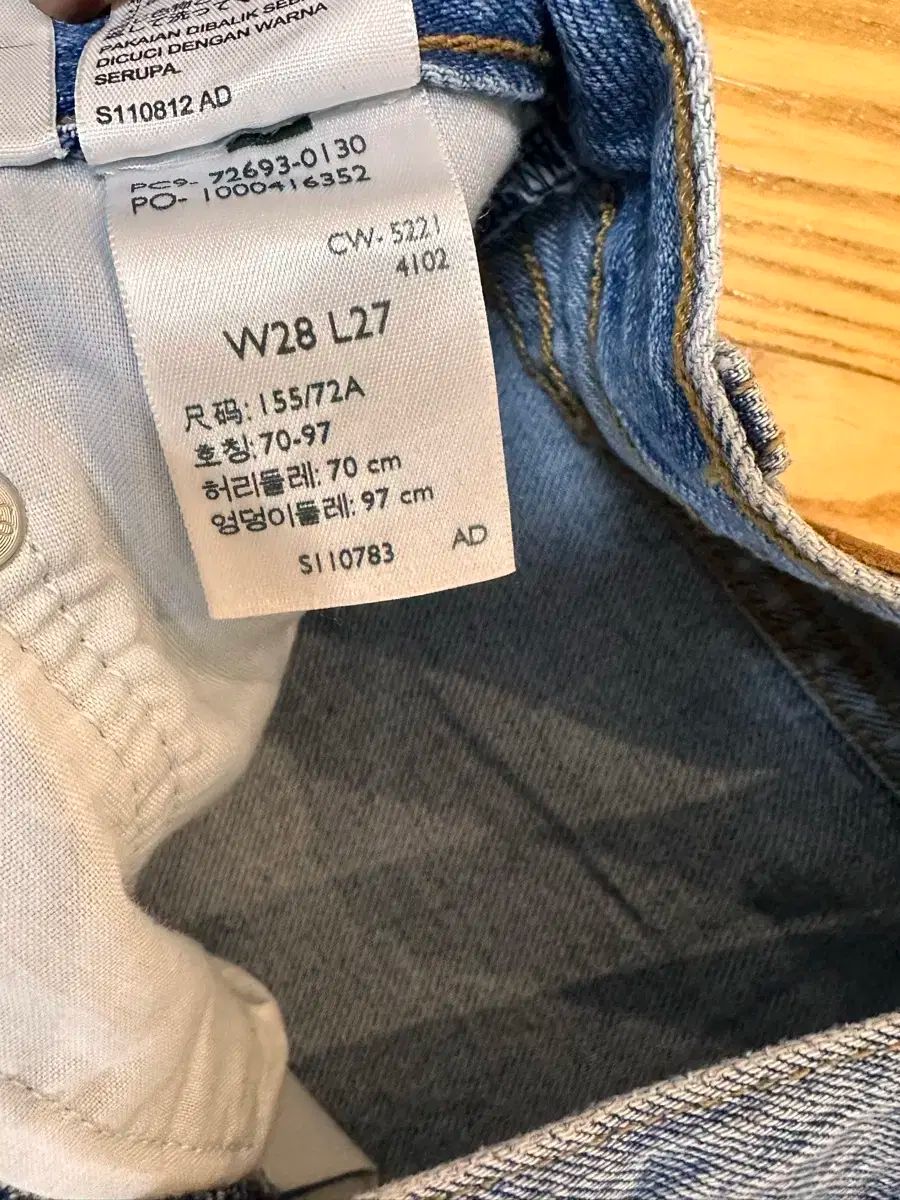 PAKAIAN DIBALIK SEB
DICUCI DENGAN WARNA
SERUPA.
S110812 AD
PC9- 72693-0130
PO- 1000416352
CW- 5221
4102
W28 L27
尺码: 155/72A
호칭: 70-97
허리둘레: 70 cm
엉덩이둘레: 97 cm
S110783 AD